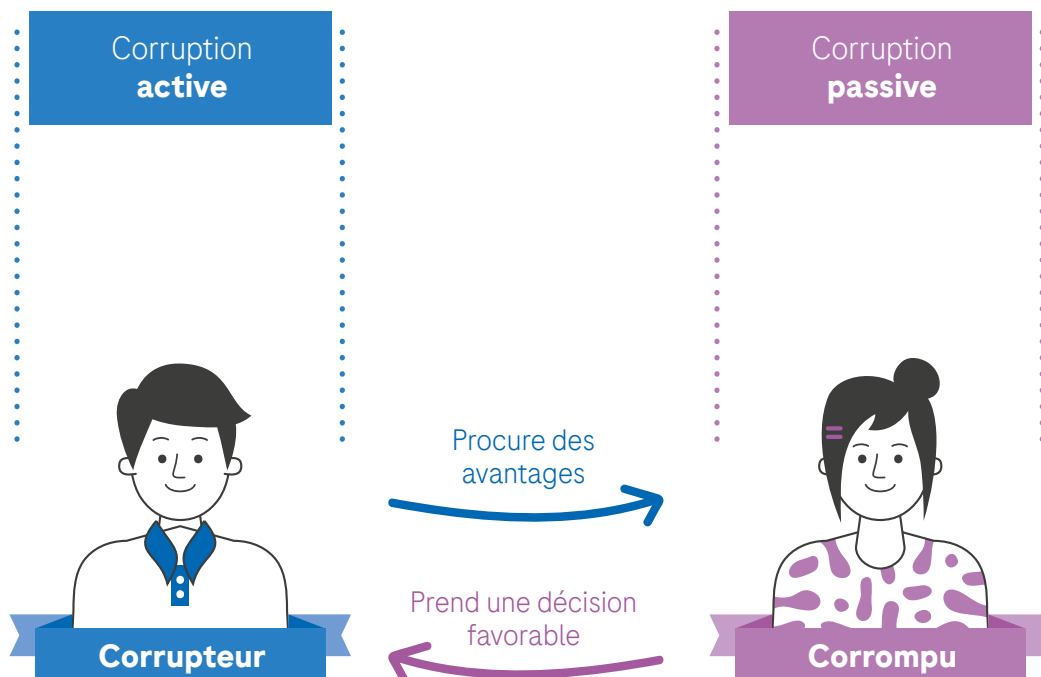 Corruption
active
Corruption
passive
Procure des
avantages
Prend une décision
favorable
Corrupteur
Corrompu